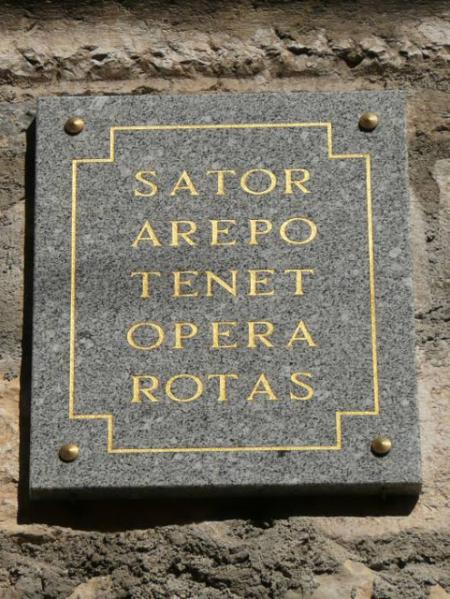 SATOR
AREPO
TENET
OPERA
ROTAS